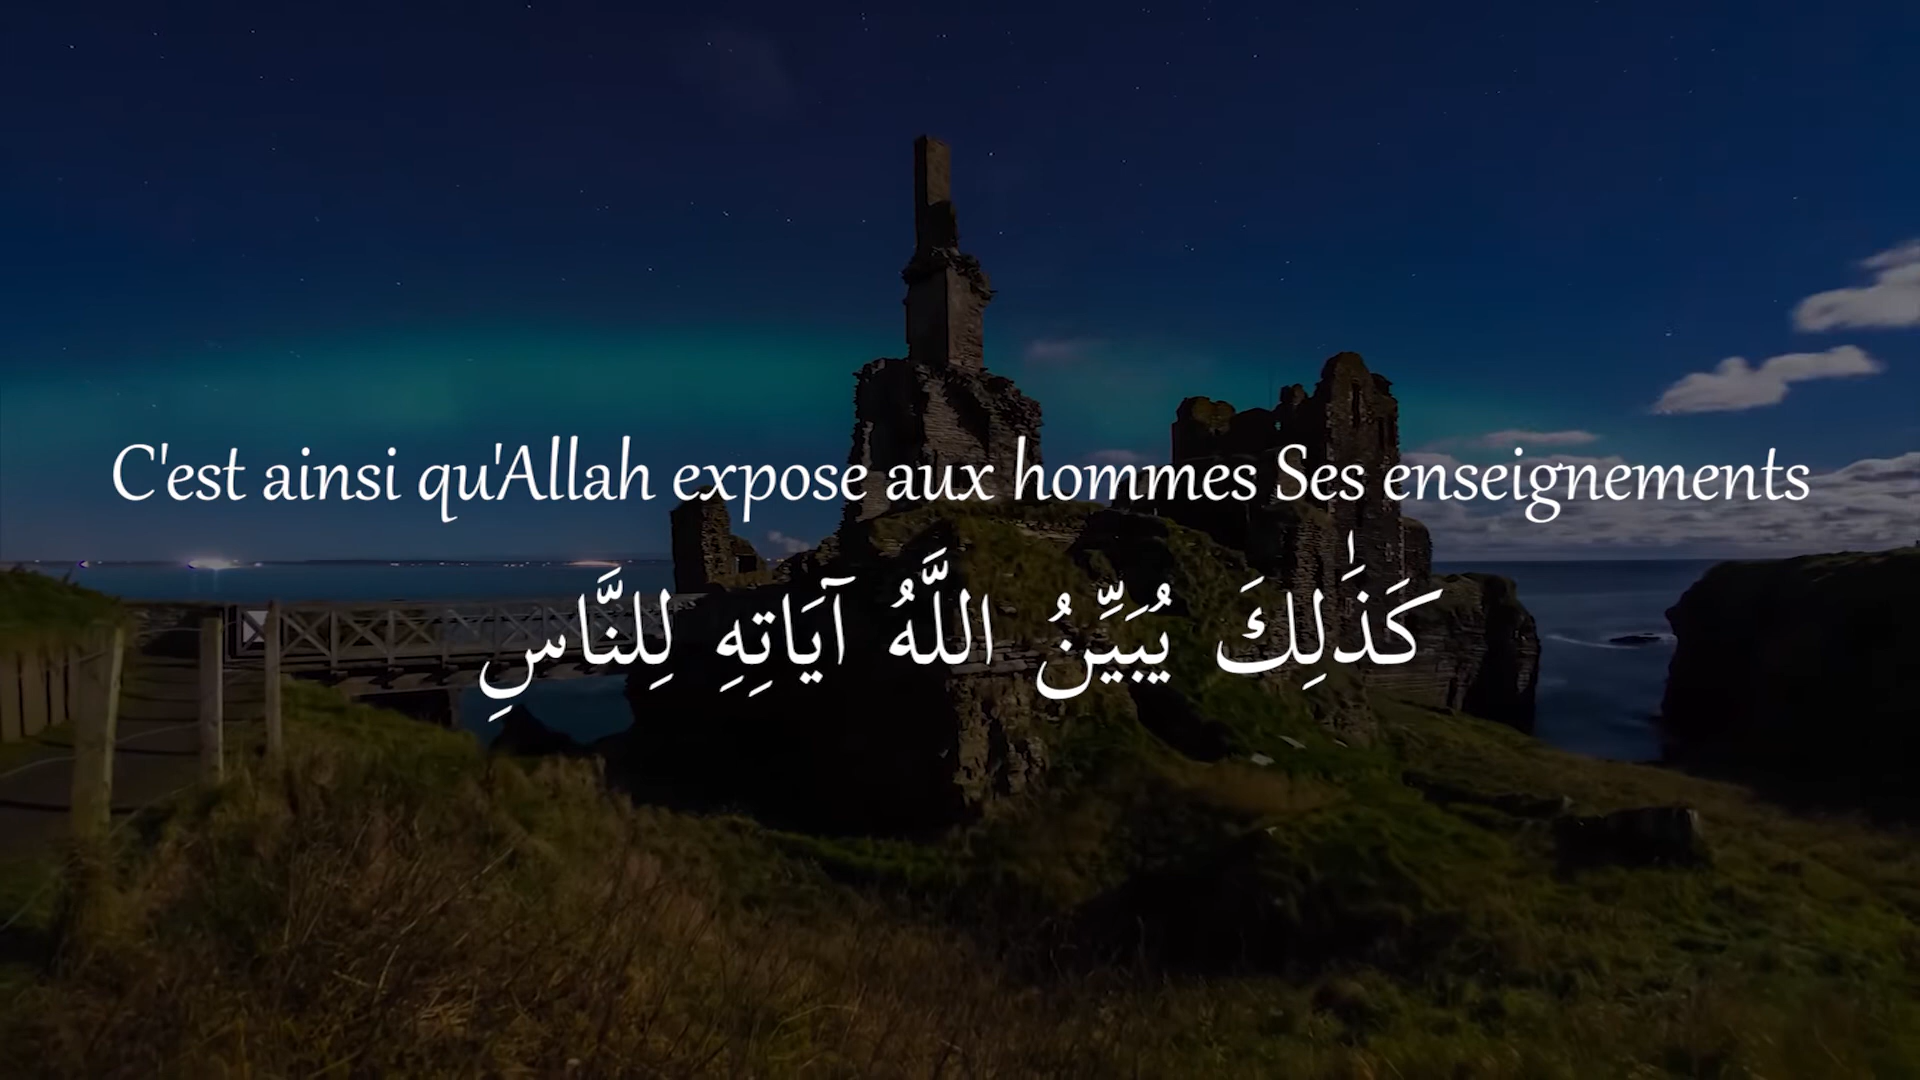 C'est ainsi qu'Allah expose aux hommes Ses enseignements
كَذَٰلِكَ يُبَيِّنُ اللَّهُ آيَاتِهِ لِلنَّاسِ